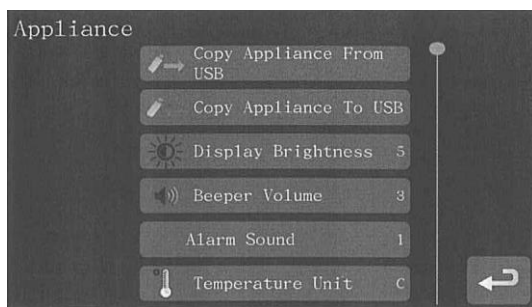 Appliance
Copy Appliance From
USB
Copy Appliance To USB
Display Brightness 5
Beeper Volume 3
Alarm Sound 1
Temperature Unit C